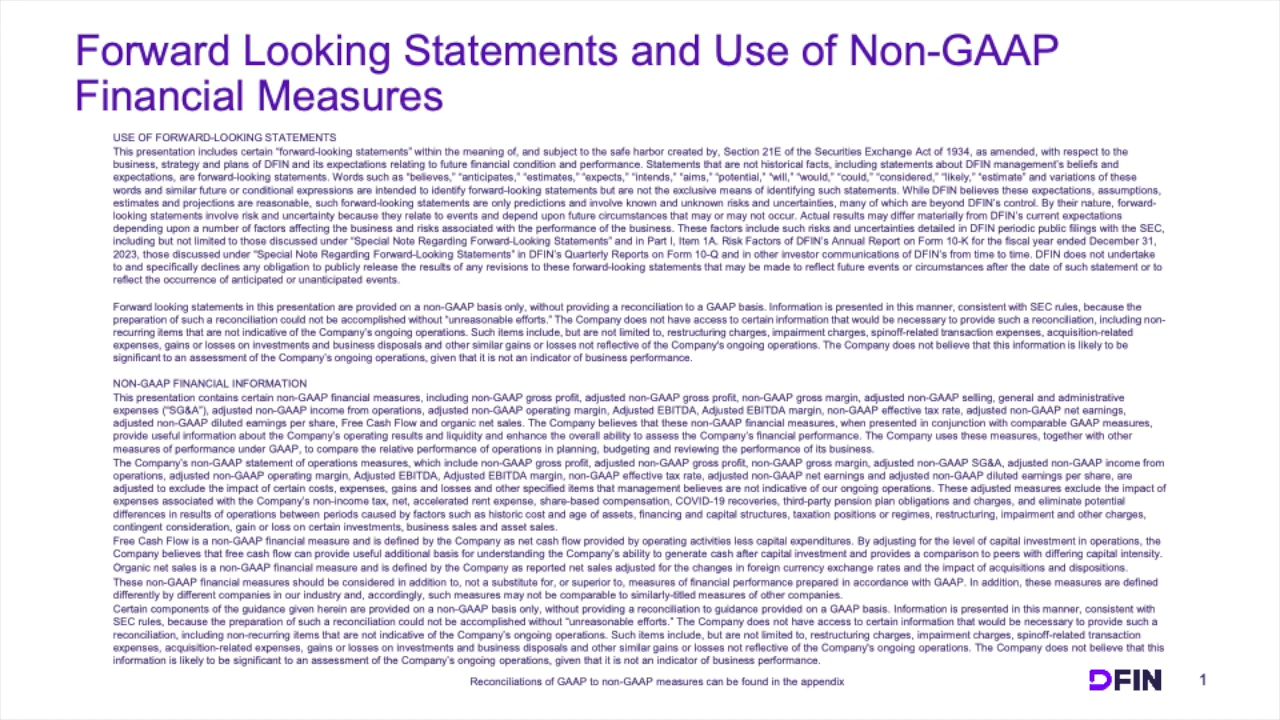 Forward Looking Statements and Use of Non-GAAP
Financial Measures
USE OF FORWARD-LOOKING STATEMENTS
This presentation includes certain “forward-looking statements” within the meaning of, and subject to the safe harbor created by, Section 21E of the Securities Exchange Act of 1934, as amended, with respect to the
business, strategy and plans of DFIN and its expectations relating to future financial condition and performance. Statements that are not historical facts, including statements about DFIN management’s beliefs and
expectations, are forward-looking statements. Words such as “believes,” “anticipates,” “estimates,” “expects,” “intends,” “aims,” “potential,” “will,” “would,” “could,” “considered,” “likely,” “estimate” and variations of these
words and similar future or conditional expressions are intended to identify forward-looking statements but are not the exclusive means of identifying such statements. While DFIN believes these expectations, assumptions,
estimates and projections are reasonable, such forward-looking statements are only predictions and involve known and unknown risks and uncertainties, many of which are beyond DFIN’s control. By their nature, forward-
looking statements involve risk and uncertainty because they relate to events and depend upon future circumstances that may or may not occur. Actual results may differ materially from DFIN’s current expectations
depending upon a number of factors affecting the business and risks associated with the performance of the business. These factors include such risks and uncertainties detailed in DFIN periodic public filings with the SEC,
including but not limited to those discussed under “Special Note Regarding Forward-Looking Statements” and in Part I, Item 1A. Risk Factors of DFIN’s Annual Report on Form 10-K for the fiscal year ended December 31,
2023, those discussed under “Special Note Regarding Forward-Looking Statements” in DFIN’s Quarterly Reports on Form 10-Q and in other investor communications of DFIN’s from time to time. DFIN does not undertake
to and specifically declines any obligation to publicly release the results of any revisions to these forward-looking statements that may be made to reflect future events or circumstances after the date of such statement or to
reflect the occurrence of anticipated or unanticipated events.
Forward looking statements in this presentation are provided on a non-GAAP basis only, without providing a reconciliation to a GAAP basis. Information is presented in this manner, consistent with SEC rules, because the
preparation of such a reconciliation could not be accomplished without “unreasonable efforts.” The Company does not have access to certain information that would be necessary to provide such a reconciliation, including non-
recurring items that are not indicative of the Company’s ongoing operations. Such items include, but are not limited to, restructuring charges, impairment charges, spinoff-related transaction expenses, acquisition-related
expenses, gains or losses on investments and business disposals and other similar gains or losses not reflective of the Company's ongoing operations. The Company does not believe that this information is likely to be
significant to an assessment of the Company’s ongoing operations, given that it is not an indicator of business performance.
NON-GAAP FINANCIAL INFORMATION
This presentation contains certain non-GAAP financial measures, including non-GAAP gross profit, adjusted non-GAAP gross profit, non-GAAP gross margin, adjusted non-GAAP selling, general and administrative
expenses (“SG&A”), adjusted non-GAAP income from operations, adjusted non-GAAP operating margin, Adjusted EBITDA, Adjusted EBITDA margin, non-GAAP effective tax rate, adjusted non-GAAP net earnings,
adjusted non-GAAP diluted earnings per share, Free Cash Flow and organic net sales. The Company believes that these non-GAAP financial measures, when presented in conjunction with comparable GAAP measures,
provide useful information about the Company’s operating results and liquidity and enhance the overall ability to assess the Company’s financial performance. The Company uses these measures, together with other
measures of performance under GAAP, to compare the relative performance of operations in planning, budgeting and reviewing the performance of its business.
The Company’s non-GAAP statement of operations measures, which include non-GAAP gross profit, adjusted non-GAAP gross profit, non-GAAP gross margin, adjusted non-GAAP SG&A, adjusted non-GAAP income from
operations, adjusted non-GAAP operating margin, Adjusted EBITDA, Adjusted EBITDA margin, non-GAAP effective tax rate, adjusted non-GAAP net earnings and adjusted non-GAAP diluted earnings per share, are
adjusted to exclude the impact of certain costs, expenses, gains and losses and other specified items that management believes are not indicative of our ongoing operations. These adjusted measures exclude the impact of
expenses associated with the Company’s non-income tax, net, accelerated rent expense, share-based compensation, COVID-19 recoveries, third-party pension plan obligations and charges, and eliminate potential
differences in results of operations between periods caused by factors such as historic cost and age of assets, financing and capital structures, taxation positions or regimes, restructuring, impairment and other charges,
contingent consideration, gain or loss on certain investments, business sales and asset sales.
Free Cash Flow is a non-GAAP financial measure and is defined by the Company as net cash flow provided by operating activities less capital expenditures. By adjusting for the level of capital investment in operations, the
Company believes that free cash flow can provide useful additional basis for understanding the Company’s ability to generate cash after capital investment and provides a comparison to peers with differing capital intensity.
Organic net sales is a non-GAAP financial measure and is defined by the Company as reported net sales adjusted for the changes in foreign currency exchange rates and the impact of acquisitions and dispositions.
These non-GAAP financial measures should be considered in addition to, not a substitute for, or superior to, measures of financial performance prepared in accordance with GAAP. In addition, these measures are defined
differently by different companies in our industry and, accordingly, such measures may not be comparable to similarly-titled measures of other companies.
Certain components of the guidance given herein are provided on a non-GAAP basis only, without providing a reconciliation to guidance provided on a GAAP basis. Information is presented in this manner, consistent with
SEC rules, because the preparation of such a reconciliation could not be accomplished without “unreasonable efforts.” The Company does not have access to certain information that would be necessary to provide such a
reconciliation, including non-recurring items that are not indicative of the Company’s ongoing operations. Such items include, but are not limited to, restructuring charges, impairment charges, spinoff-related transaction
expenses, acquisition-related expenses, gains or losses on investments and business disposals and other similar gains or losses not reflective of the Company's ongoing operations. The Company does not believe that this
information is likely to be significant to an assessment of the Company’s ongoing operations, given that it is not an indicator of business performance.
Reconciliations of GAAP to non-GAAP measures can be found in the appendix
DFIN
1